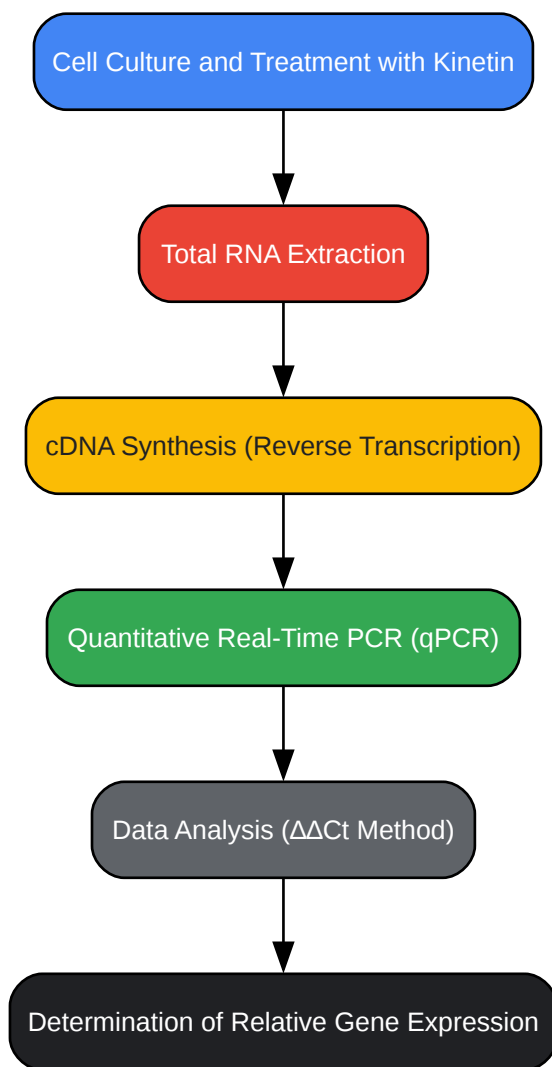 Cell Culture and Treatment with Kinetin
Total RNA Extraction
cDNA Synthesis (Reverse Transcription)
Quantitative Real-Time PCR (qPCR)
Data Analysis (ΔΔCt Method)
Determination of Relative Gene Expression